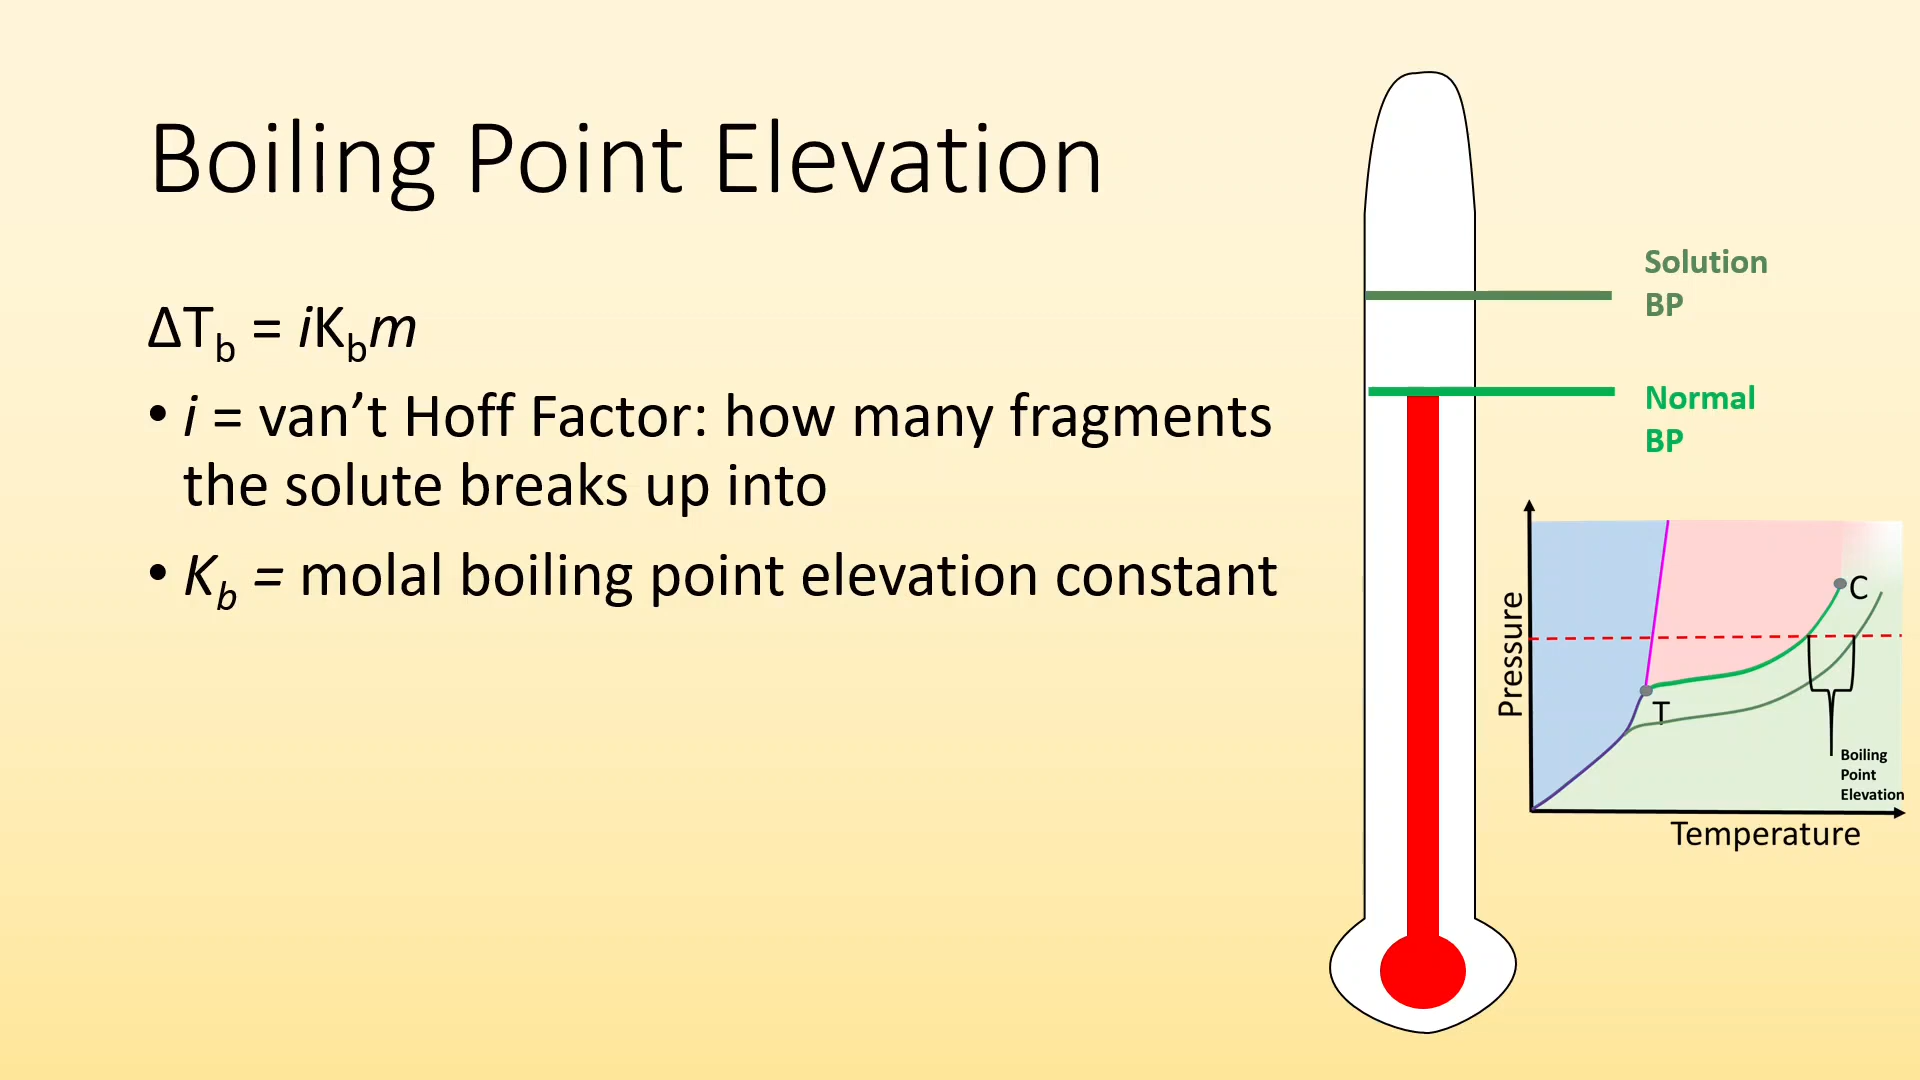 Boiling Point Elevation
ΔT_b = iK_bm
• i = van’t Hoff Factor: how many fragments
the solute breaks up into
• K_b = molal boiling point elevation constant
Solution
BP
Normal
BP
Pressure
C
T
Boiling
Point
Elevation
Temperature